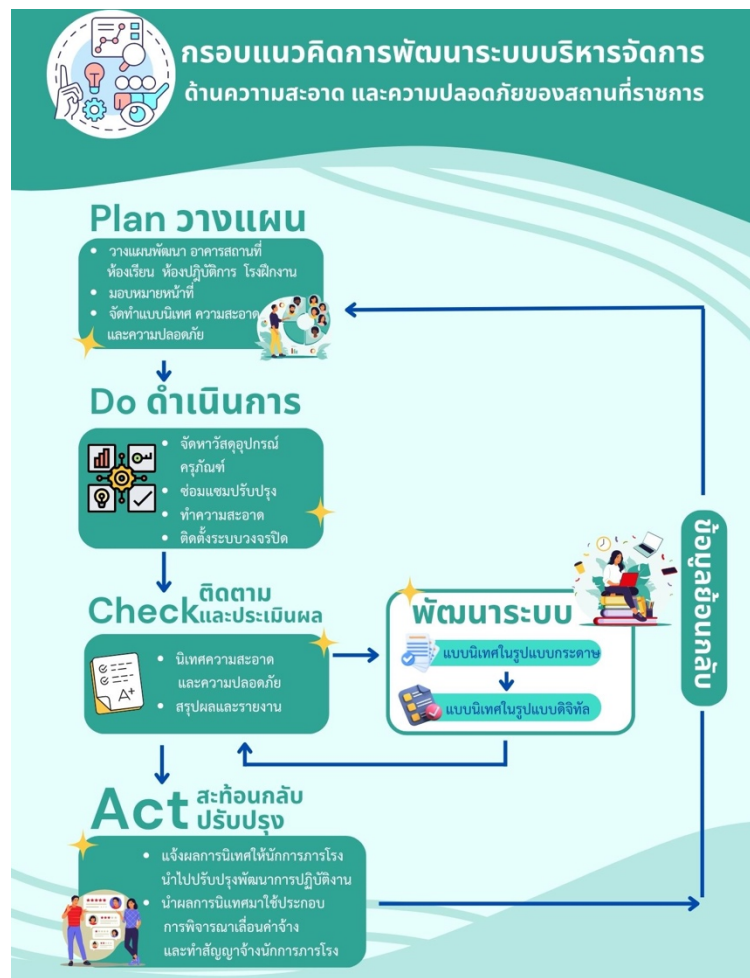 กรอบแนวคิดการพัฒนาระบบบริหารจัดการ
ด้านควาามสะอาด และความปลอดภัยของสถานที่ราชการ
Plan วางแผน
• วางแผนพัฒนา อาคารสถานที่
ห้องเรียน ห้องปฏิบัติการ โรงฝึกงาน
• มอบหมายหน้าที่
• จัดทำแบบนิเทศ ความสะอาด
และความปลอดภัย
Do ดำเนินการ
• จัดหาวัสดุอุปกรณ์
ครุภัณฑ์
• ซ่อมแซมปรับปรุง
• ทำความสะอาด
• ติดตั้งระบบวงจรปิด
Check ติดตาม
และประเมินผล
• นิเทศความสะอาด
และความปลอดภัย
• สรุปผลและรายงาน
A+
พัฒนาระบบ
แบบนิเทศในรูปแบบกระดาษ
แบบนิเทศในรูปแบบดิจิทัล
ข้อมูลย้อนกลับ
Act สะท้อนกลับ
ปรับปรุง
• แจ้งผลการนิเทศให้นักการภารโรง
นำไปปรับปรุงพัฒนาการปฏิบัติงาน
• นำผลการนิแทศมาใช้ประกอบ
การพิจารณาเลื่อนค่าจ้าง
และทำสัญญาจ้างนักการภารโรง